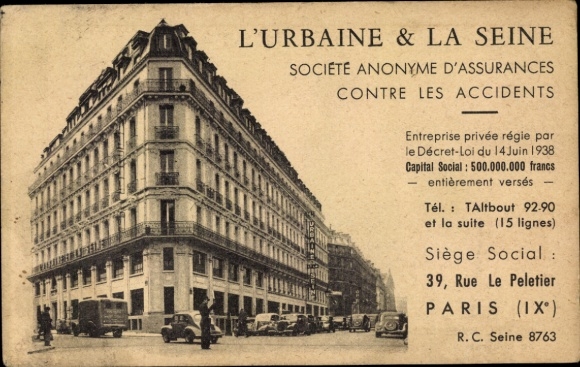 L'URBAINE & LA SEINE
SOCIÉTÉ ANONYME D'ASSURANCES
CONTRE LES ACCIDENTS
Entreprise privée régie par
le Décret-Loi du 14 Juin 1938
Capital Social : 500.000.000 francs
— entièrement versés —
Tél. : TAItbout 92.90
et la suite (15 lignes)
Siège Social :
39, Rue Le Peletier
PARIS (IXᵉ)
R.C. Seine 8763